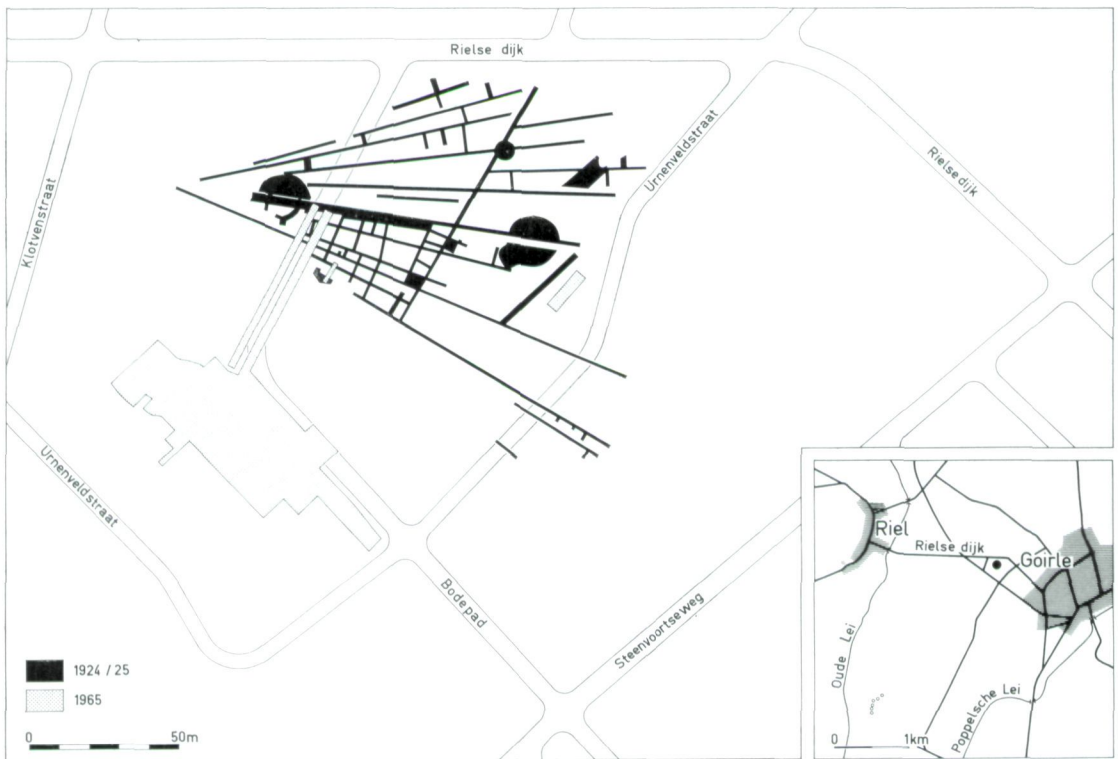 Rielse dijk
Klotvenstraat
Urnenveldstraat
Rielsedijk
Urnenveldstraat
Bodepad
Steenvoortseweg
1924 / 25
1965
0 50m
Riel
Rielse dijk
Goirle
Oude Lei
Poppelsche Lei
0 1km